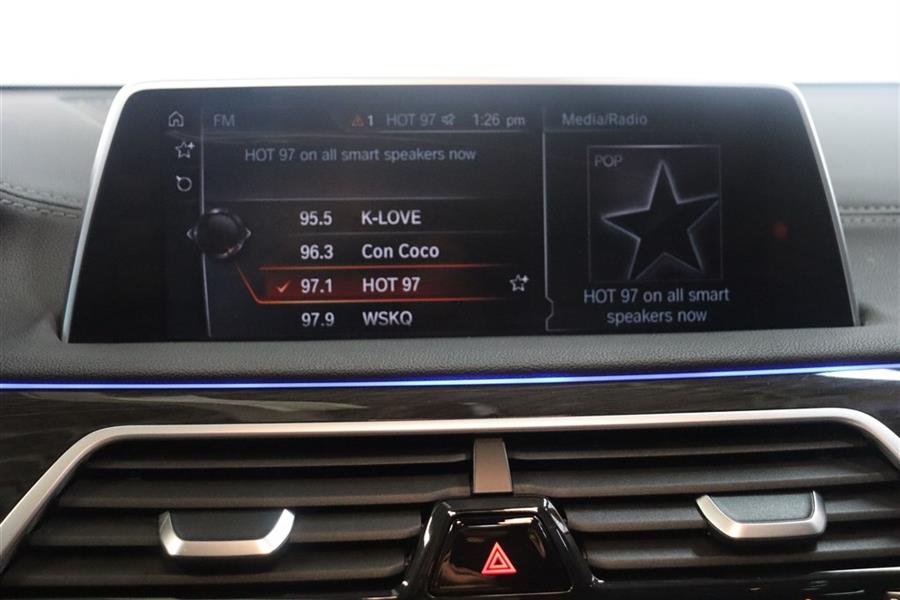 FM 1 HOT 97 1:26 pm Media/Radio
HOT 97 on all smart speakers now
POP
95.5 K-LOVE
96.3 Con Coco
97.1 HOT 97
97.9 WSKQ
HOT 97 on all smart
speakers now